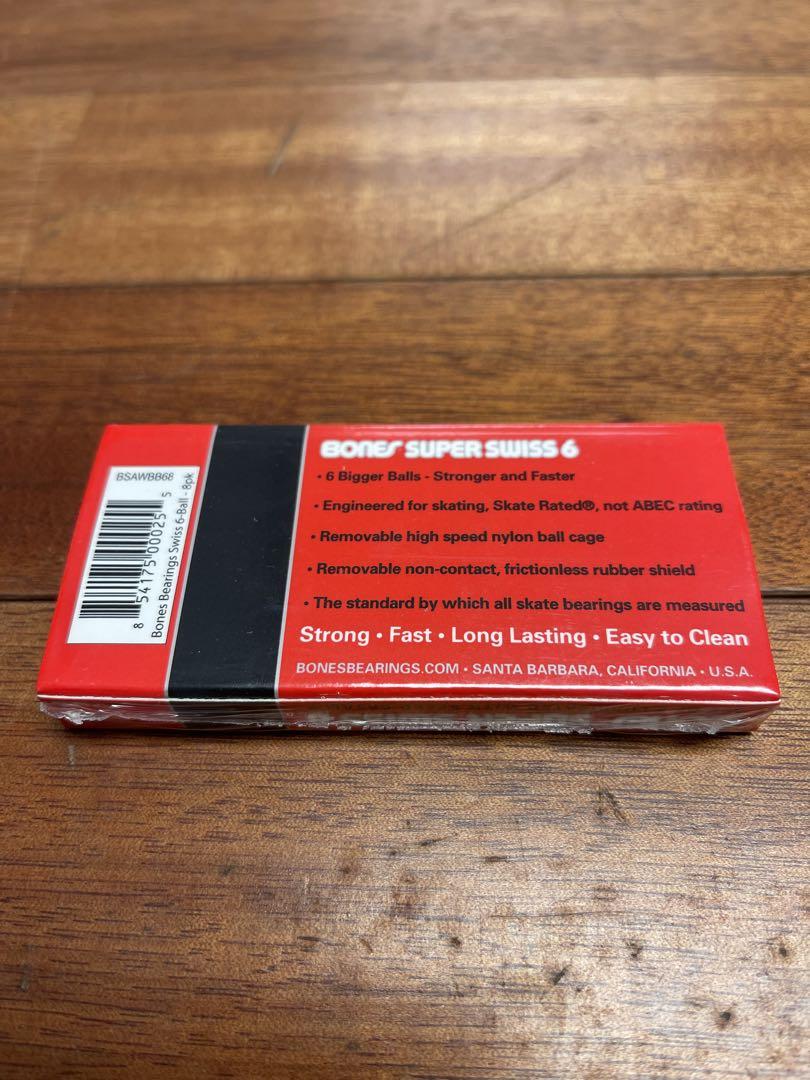 BSAWBB68
8 54175 00025 5
Bones Bearings Swiss 6-Ball - 8pk
BONES SUPER SWISS 6
• 6 Bigger Balls - Stronger and Faster
• Engineered for skating, Skate Rated®, not ABEC rating
• Removable high speed nylon ball cage
• Removable non-contact, frictionless rubber shield
• The standard by which all skate bearings are measured
Strong • Fast • Long Lasting • Easy to Clean
BONESBEARINGS.COM • SANTA BARBARA, CALIFORNIA • U.S.A.